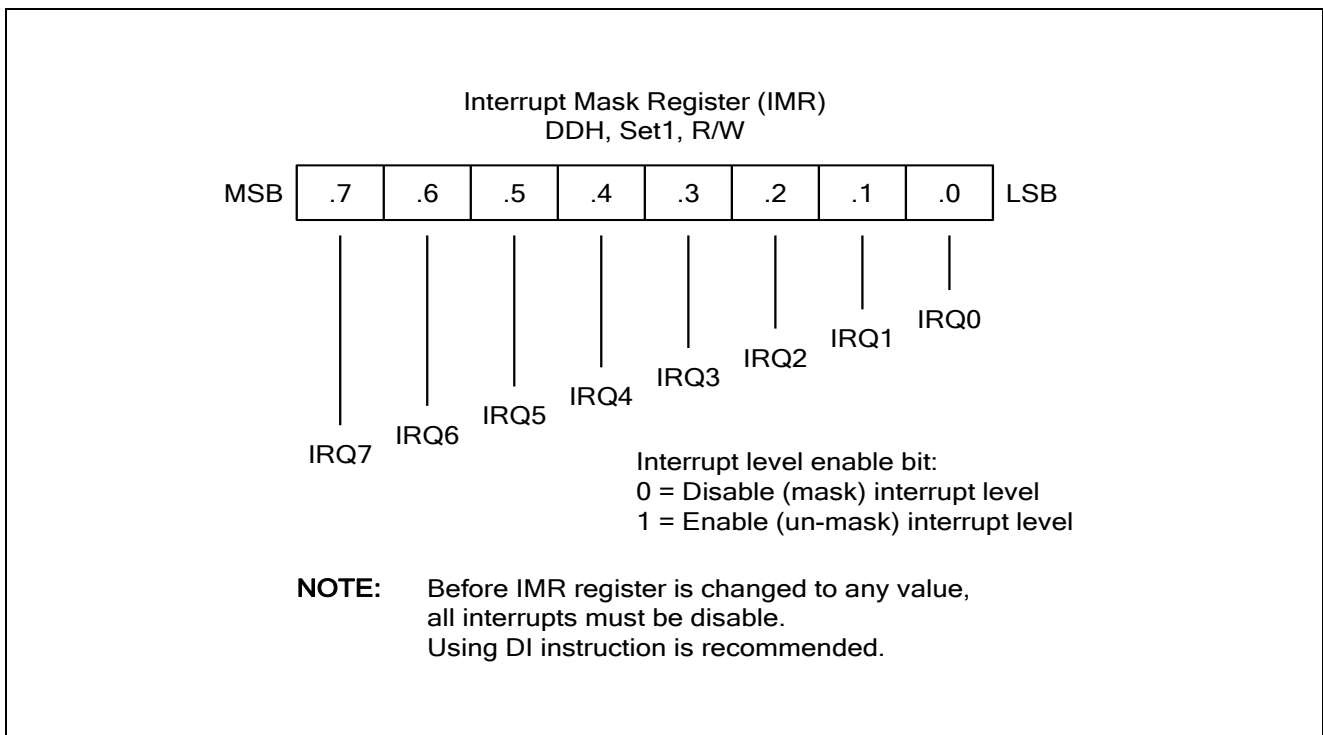 Interrupt Mask Register (IMR)
DDH, Set1, R/W
MSB .7 .6 .5 .4 .3 .2 .1 .0 LSB
IRQ0
IRQ1
IRQ2
IRQ3
IRQ4
IRQ5
IRQ6
IRQ7
Interrupt level enable bit:
0 = Disable (mask) interrupt level
1 = Enable (un-mask) interrupt level
NOTE: Before IMR register is changed to any value,
all interrupts must be disable.
Using DI instruction is recommended.